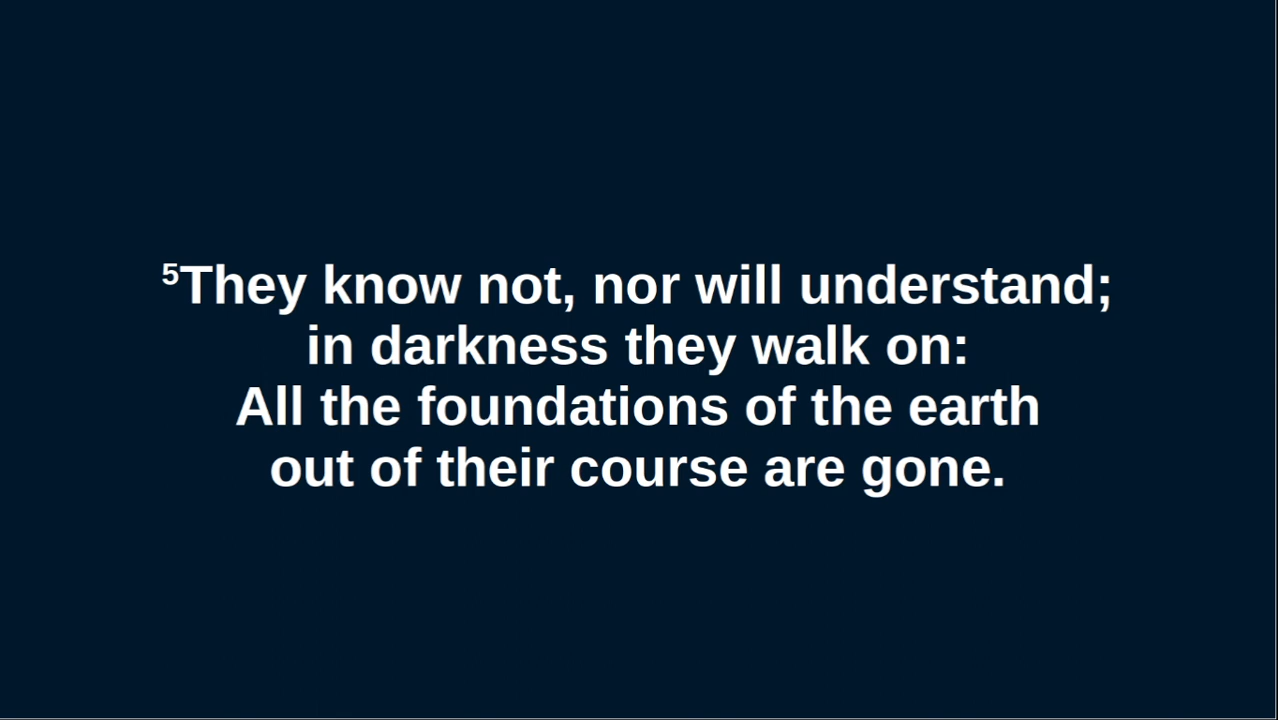 ⁵They know not, nor will understand;
in darkness they walk on:
All the foundations of the earth
out of their course are gone.